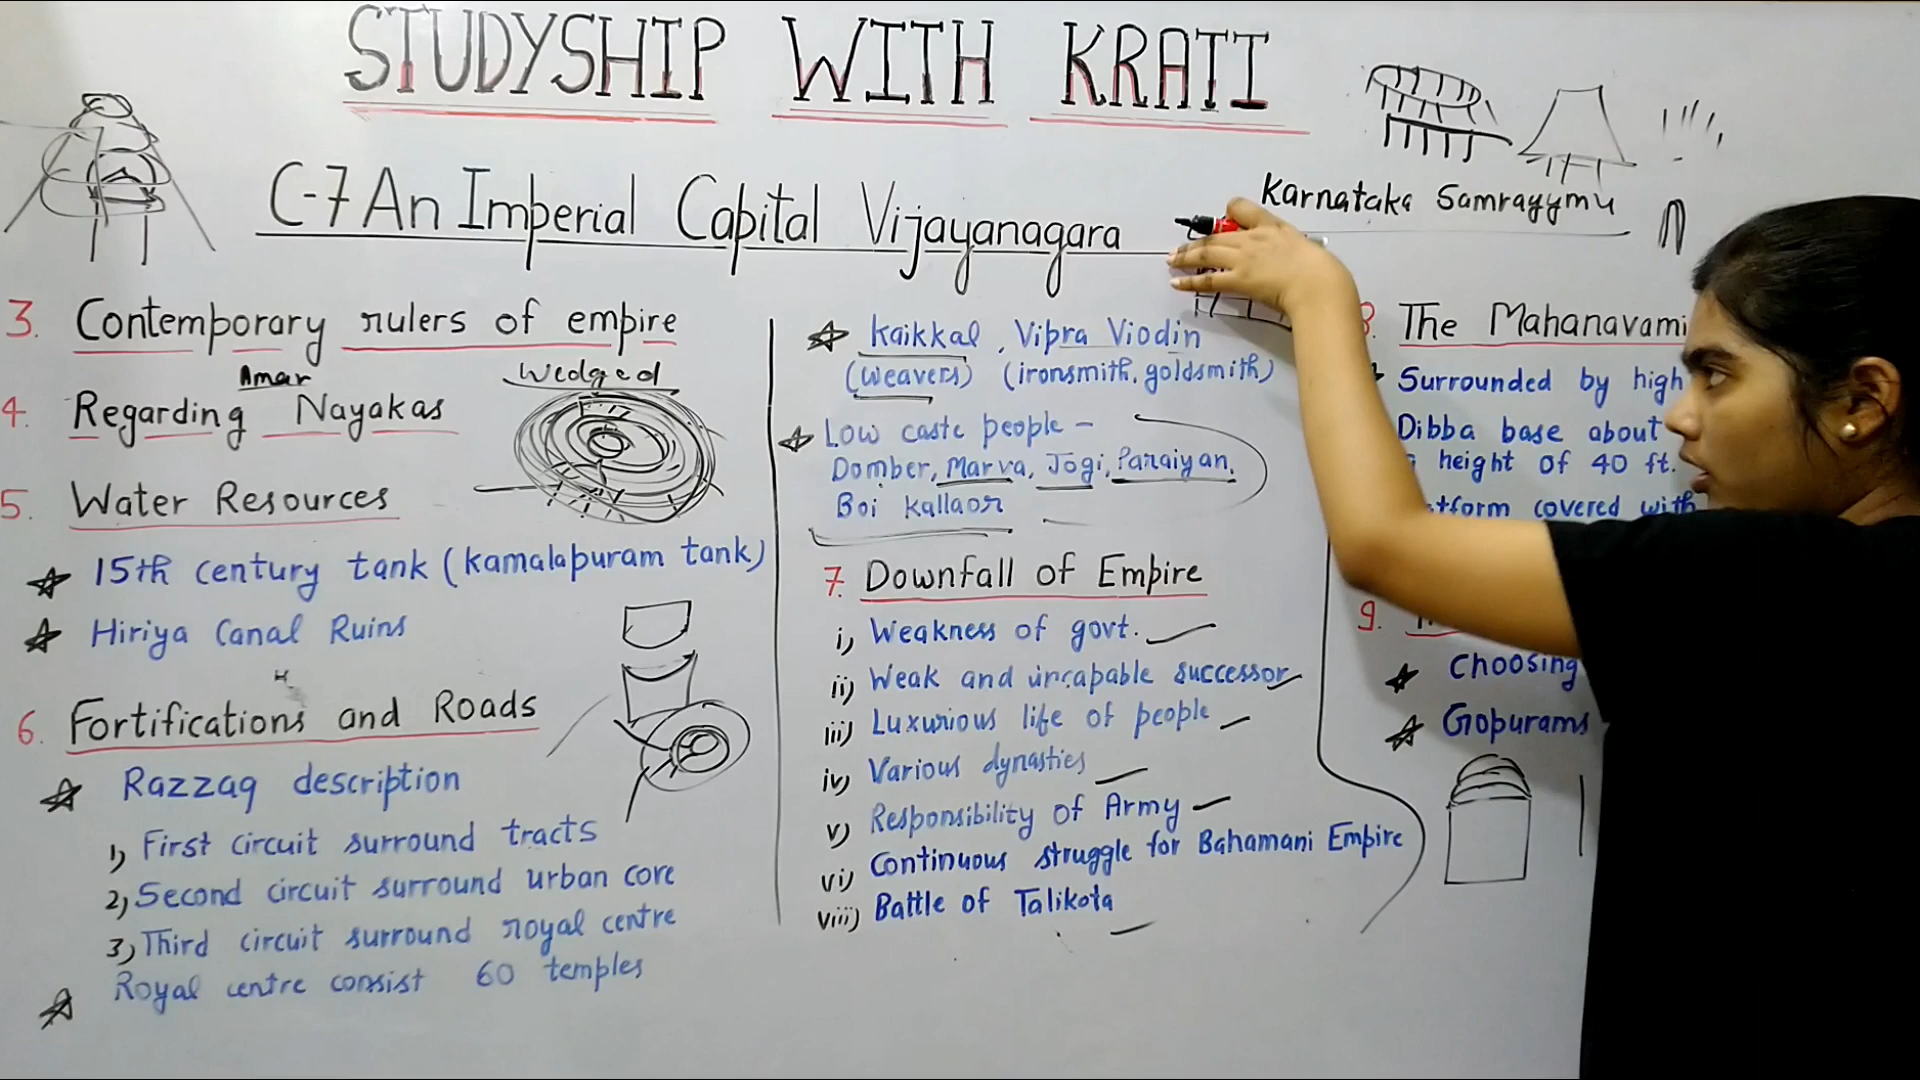 STUDYSHIP WITH KRATI
C-7 An Imperial Capital Vijayanagara
Karnataka Samrayymu
3. Contemporary rulers of empire
Amar
4. Regarding Nayakas
Wedged
5. Water Resources
15th century tank (kamalapuram tank)
Hiriya Canal Ruins
6. Fortifications and Roads
Razzaq description
1) First circuit surround tracts
2) Second circuit surround urban core
3) Third circuit surround royal centre
Royal centre consist 60 temples
Kaikkal, Vipra Viodin
(weavers) (ironsmith, goldsmith)
Low caste people -
Domber, Marva, Jogi, Paraiyan,
Boi Kallaor
7. Downfall of Empire
i) Weakness of govt.
ii) Weak and uncapable successor
iii) Luxurious life of people
iv) Various dynasties
v) Responsibility of Army
vi) Continuous struggle for Bahamani Empire
viii) Battle of Talikota
8. The Mahanavami
Surrounded by high
Dibba base about
height of 40 ft.
covered with
9.
Choosing
Gopurams